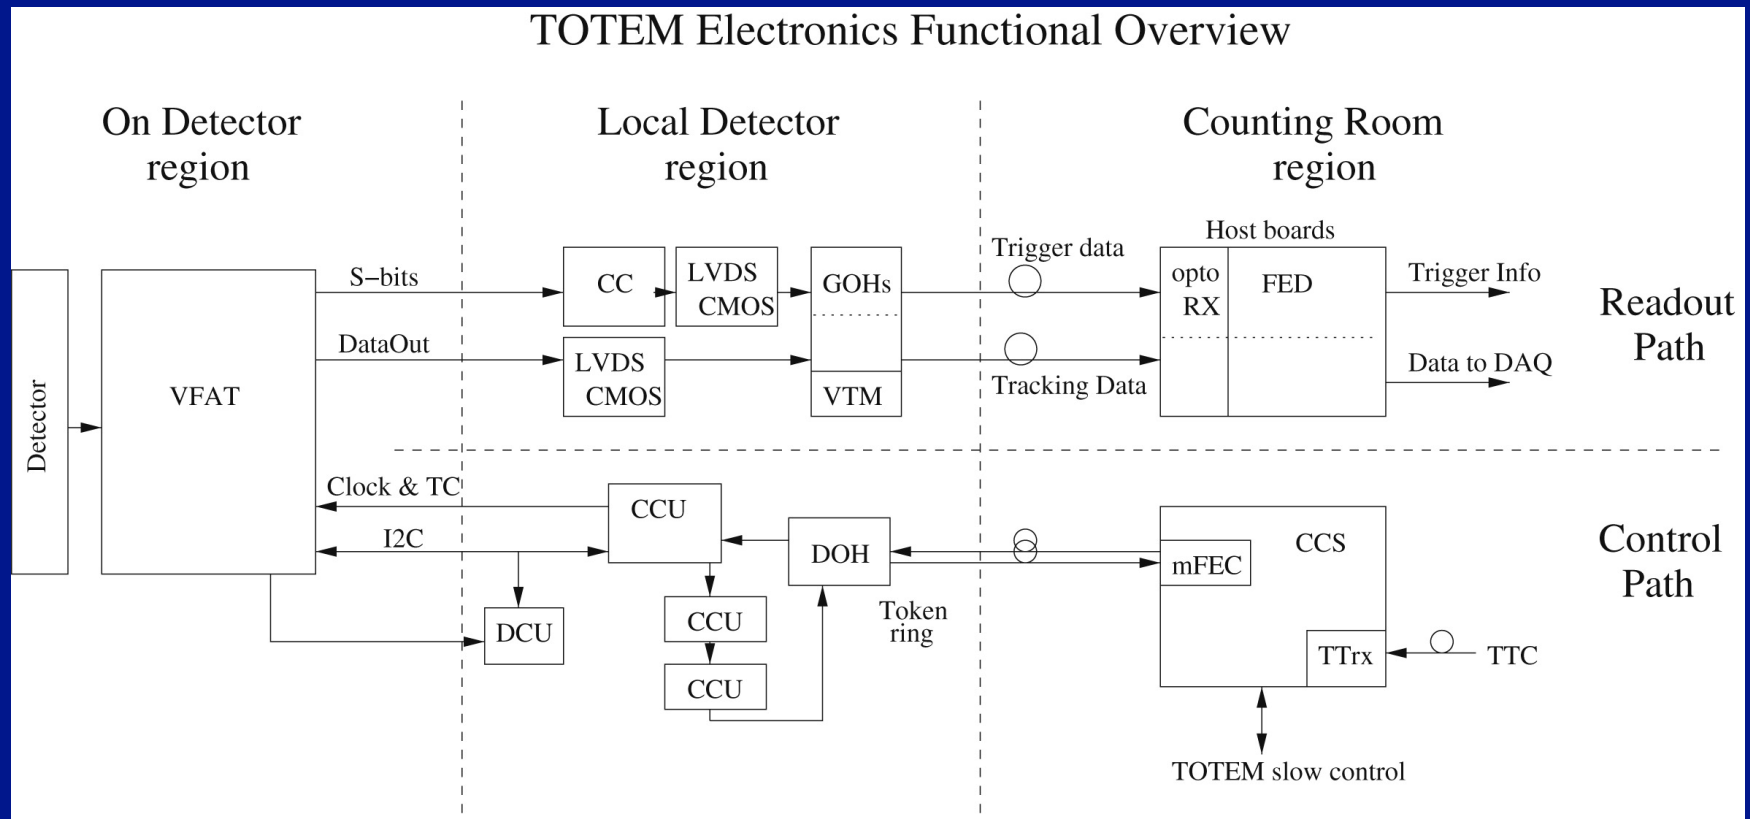 TOTEM Electronics Functional Overview
On Detector
region
Local Detector
region
Counting Room
region
Host boards
Detector
VFAT
S−bits
DataOut
CC
LVDS
CMOS
LVDS
CMOS
GOHs
VTM
Trigger data
Tracking Data
opto
RX
FED
Trigger Info
Data to DAQ
Readout
Path
Clock & TC
I2C
DCU
CCU
CCU
CCU
DOH
Token
ring
mFEC
CCS
TTrx
TTC
TOTEM slow control
Control
Path